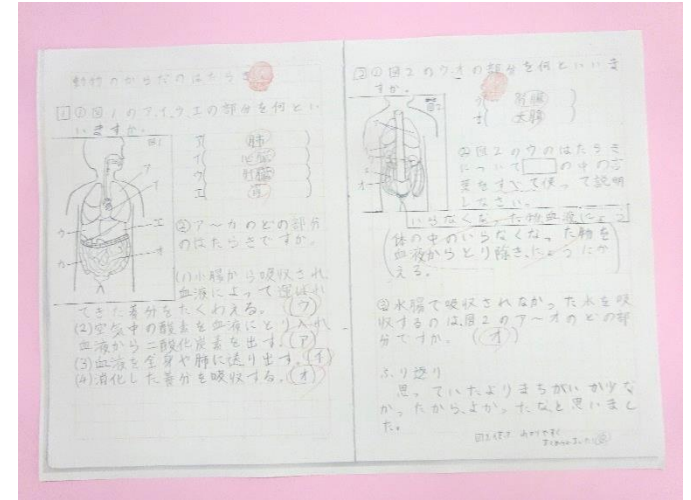 動物のからだのはたらき
1 ①図1のア,イ,ウ,エの部分を何とい
いますか。
図1
ア( 肺 )
イ( 心臓 )
ウ( 肝臓 )
エ( 胃 )
ア
イ
エ
ウ
カ
オ
②ア〜カのどの部分
のはたらきですか。
(1)小腸から吸収され、
血液によって運ばれ
てきた養分をたくわえる。(ウ)
(2)空気中の酸素を血液にとり入れ、
血液から二酸化炭素を出す。(ア)
(3)血液を全身や肺に送り出す。(イ)
(4)消化した養分を吸収する。(オ)
2 ①図2のウ,オの部分を何といいま
すか。
図2
ウ( 腎臓 )
オ( 大腸 )
②図2のウのはたらき
について の中の言
葉をすべて使って説明
しなさい。
いらなくなった物 血液 にょう
体の中のいらなくなった物を
血液からとり除き、にょうにか
える。
③小腸で吸収されなかった水を吸
収するのは、図2のア〜オのどの部
分ですか。(オ)
ふり返り
思っていたよりまちがいが少な
かったから、よかったなと思いまし
た。